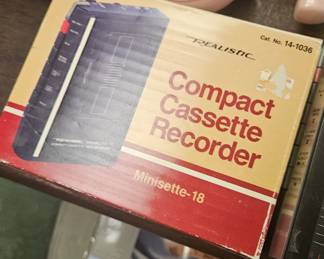 REALISTIC
Cat. No. 14-1036
Compact
Cassette
Recorder
Minisette-18